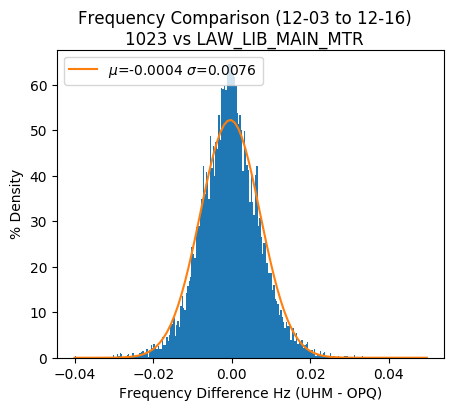 Frequency Comparison (12-03 to 12-16)
1023 vs LAW_LIB_MAIN_MTR
μ=-0.0004 σ=0.0076
% Density
60
50
40
30
20
10
0
−0.04 −0.02 0.00 0.02 0.04
Frequency Difference Hz (UHM - OPQ)